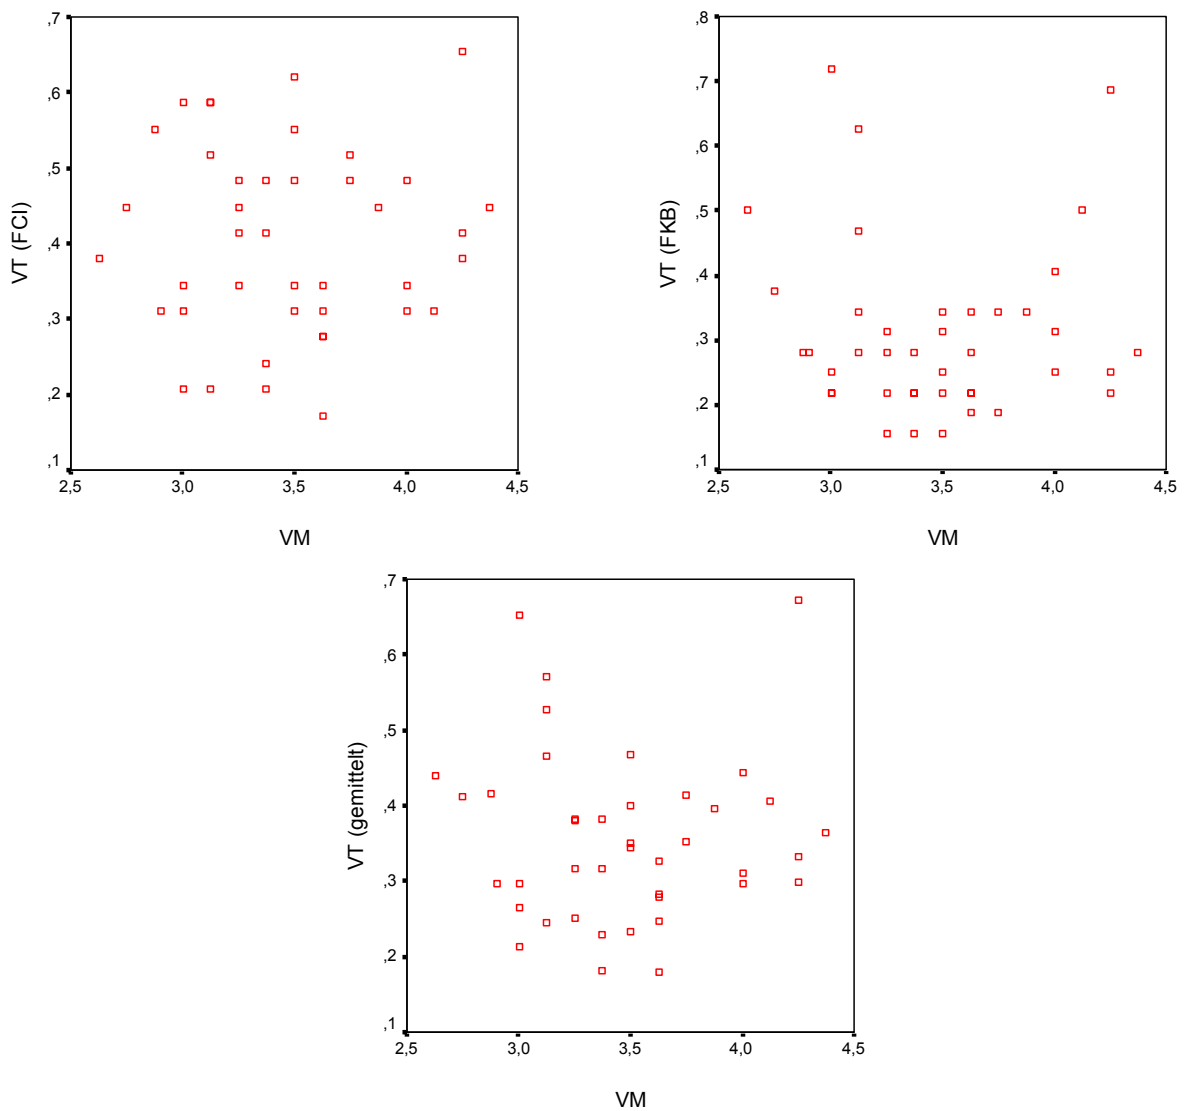 ,7
,6
,5
,4
,3
,2
,1
VT (FCI)
2,5 3,0 3,5 4,0 4,5
VM
,8
,7
,6
,5
,4
,3
,2
,1
VT (FKB)
2,5 3,0 3,5 4,0 4,5
VM
,7
,6
,5
,4
,3
,2
,1
VT (gemittelt)
2,5 3,0 3,5 4,0 4,5
VM